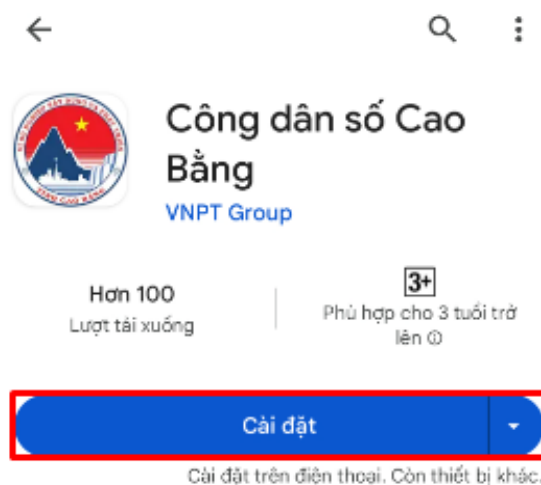 Công dân số Cao
Bằng
VNPT Group
Hơn 100
Lượt tải xuống
3+
Phù hợp cho 3 tuổi trở
lên
Cài đặt
Cài đặt trên điện thoại. Còn thiết bị khác.